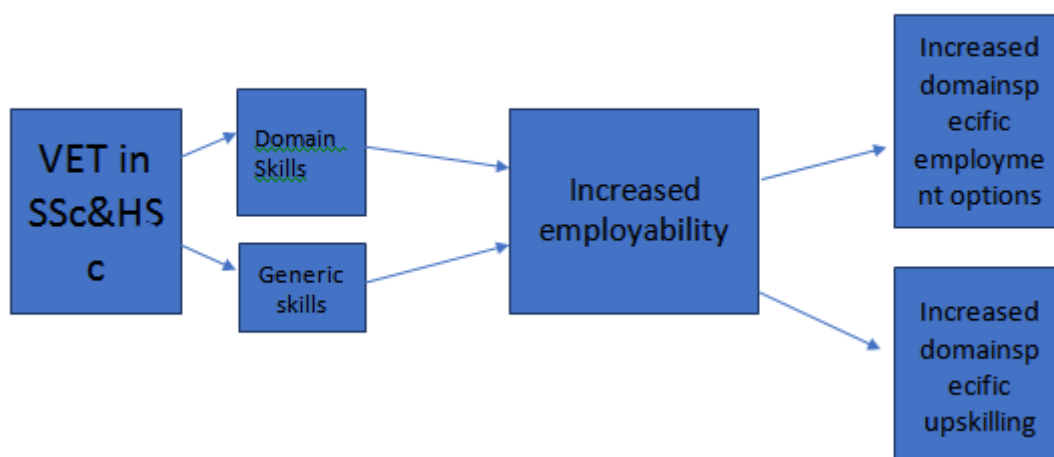 VET in
SSc&HS
c
Domain
Skills
Generic
skills
Increased
employability
Increased
domainsp
ecific
employme
nt options
Increased
domainsp
ecific
upskilling